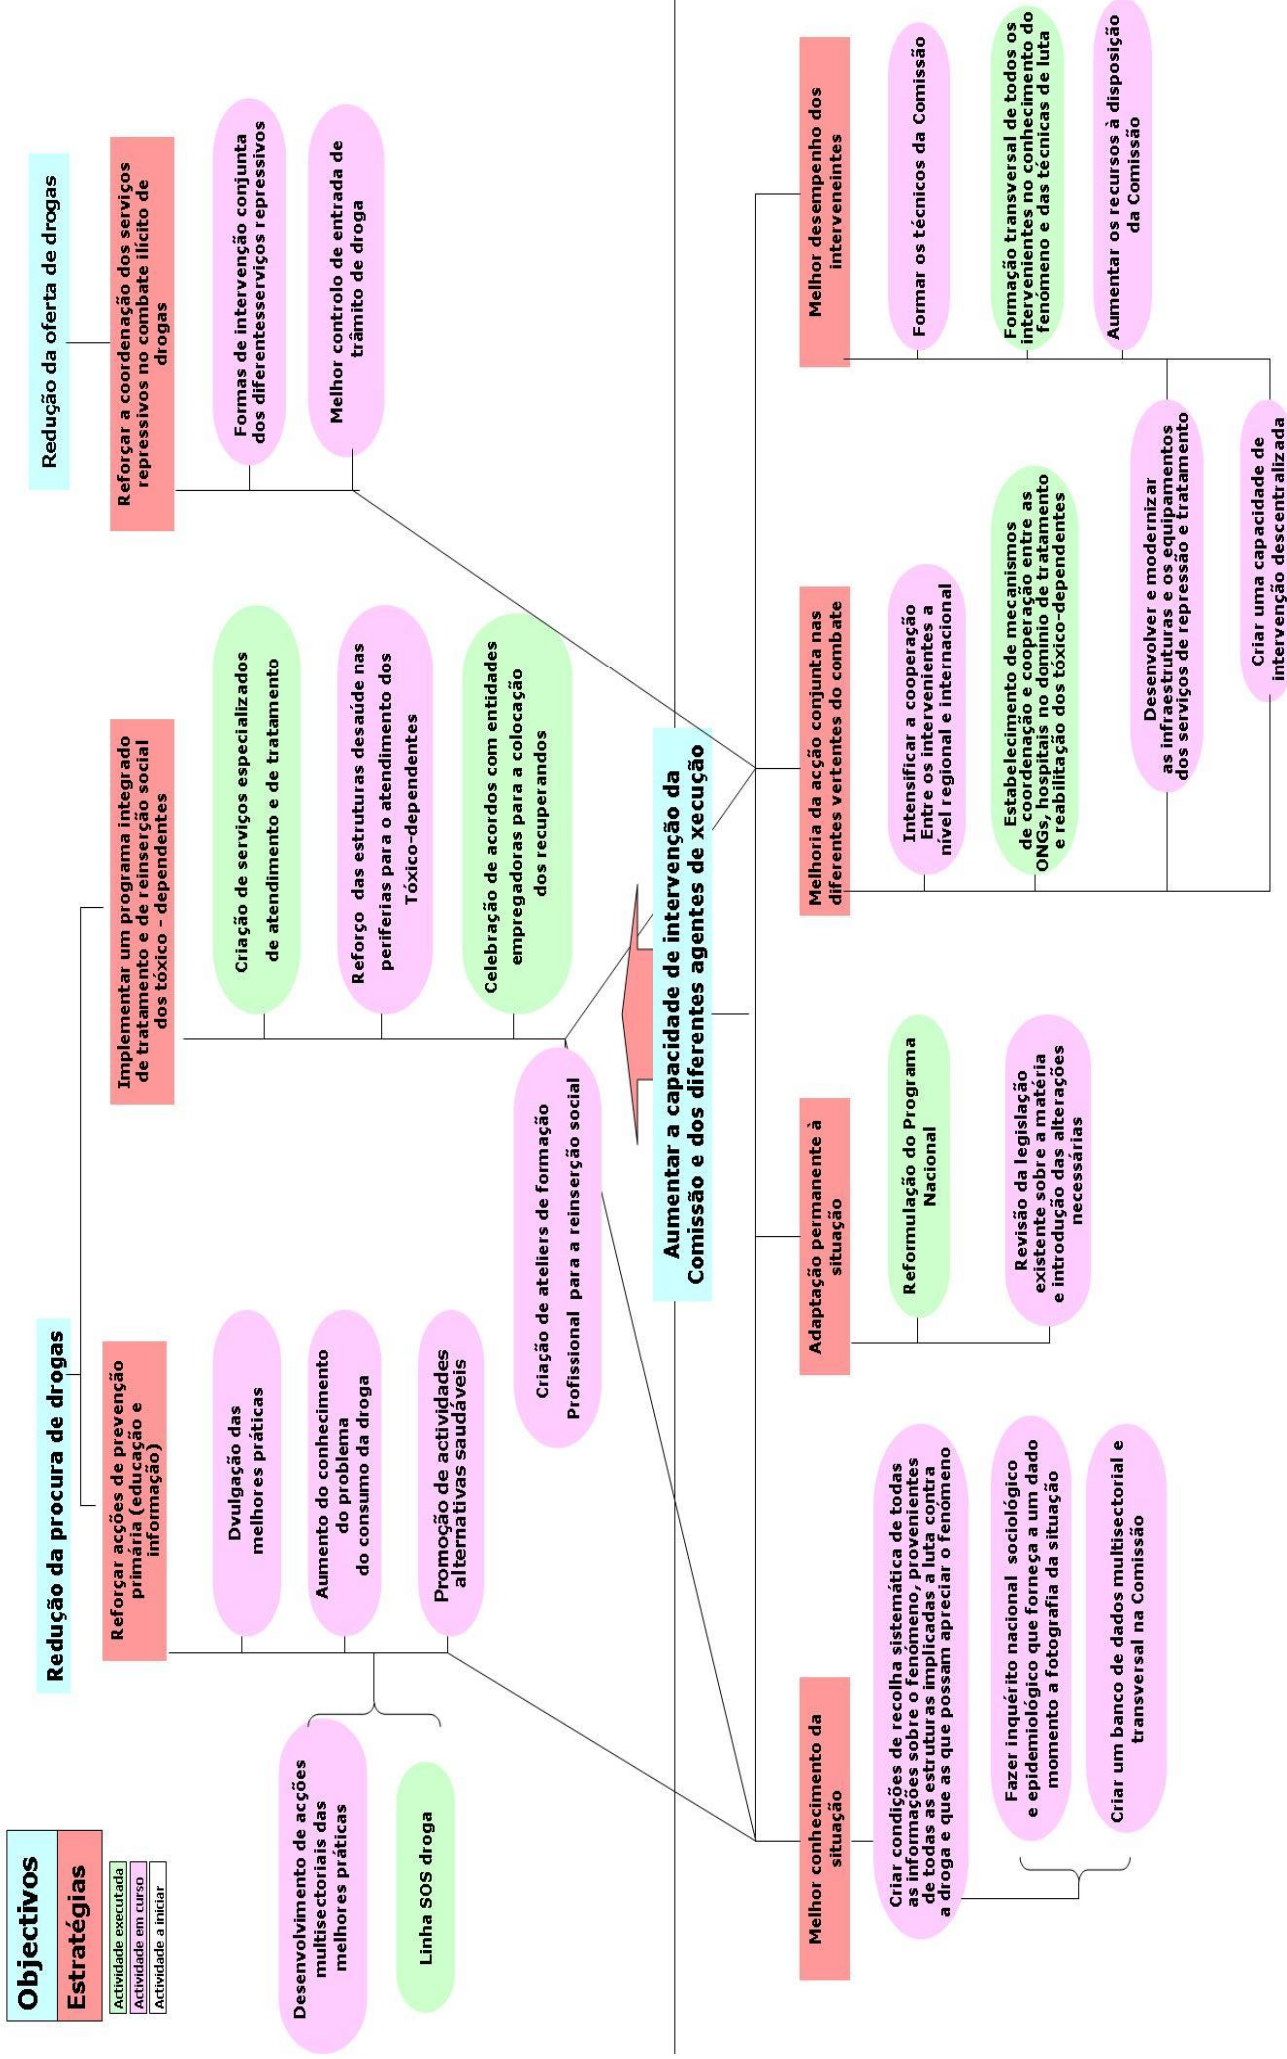 Objectivos
Estratégias
Actividade executada
Actividade em curso
Actividade a iniciar
Redução da procura de drogas
Reforçar acções de prevenção
primária (educação e
informação)
Dvulgação das
melhores práticas
Aumento do conhecimento
do problema
do consumo da droga
Promoção de actividades
alternativas saudáveis
Desenvolvimento de acções
multisectoriais das
melhores práticas
Linha SOS droga
Implementar um programa integrado
de tratamento e de reinserção social
dos tóxico - dependentes
Criação de serviços especializados
de atendimento e de tratamento
Reforço das estruturas desaúde nas
periferias para o atendimento dos
Tóxico-dependentes
Celebração de acordos com entidades
empregadoras para a colocação
dos recuperandos
Criação de ateliers de formação
Profissional para a reinserção social
Redução da oferta de drogas
Reforçar a coordenação dos serviços
repressivos no combate ilícito de
drogas
Formas de intervenção conjunta
dos diferentesserviços repressivos
Melhor controlo de entrada de
trâmito de droga
Aumentar a capacidade de intervenção da
Comissão e dos diferentes agentes de xecução
Melhor conhecimento da
situação
Criar condições de recolha sistemática de todas
as informações sobre o fenómeno, provenientes
de todas as estruturas implicadas a luta contra
a droga e que as que possam apreciar o fenómeno
Fazer inquérito nacional sociológico
e epidemiológico que forneça a um dado
momento a fotografia da situação
Criar um banco de dados multisectorial e
transversal na Comissão
Adaptação permanente à
situação
Reformulação do Programa
Nacional
Revisão da legislação
existente sobre a matéria
e introdução das alterações
necessárias
Melhoria da acção conjunta nas
diferentes vertentes do combate
Intensificar a cooperação
Entre os intervenientes a
nível regional e internacional
Estabelecimento de mecanismos
de coordenação e cooperação entre as
ONGs, hospitais no domínio de tratamento
e reabilitação dos tóxico-dependentes
Desenvolver e modernizar
as infraestruturas e os equipamentos
dos serviços de repressão e tratamento
Criar uma capacidade de
intervenção descentralizada
Melhor desempenho dos
interveneintes
Formar os técnicos da Comissão
Formação transversal de todos os
intervenientes no conhecimento do
fenómeno e das técnicas de luta
Aumentar os recursos à disposição
da Comissão